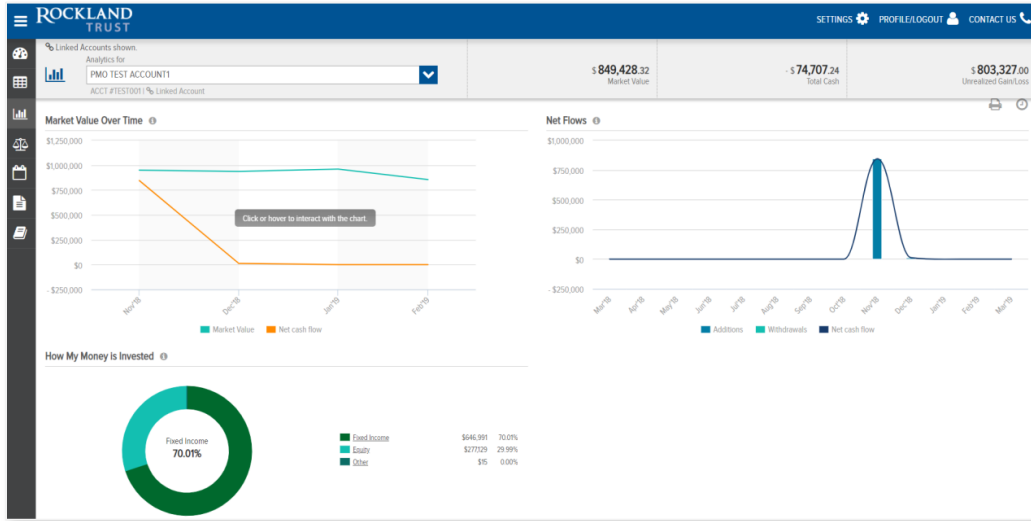 ROCKLAND
TRUST
SETTINGS PROFILE/LOGOUT CONTACT US
Linked Accounts shown.
Analytics for
PMO TEST ACCOUNT1
ACCT #TEST001 | Linked Account
$ 849,428.32
Market Value
- $ 74,707.24
Total Cash
$ 803,327.00
Unrealized Gain/Loss
Market Value Over Time
$1,250,000
$1,000,000
$750,000
$500,000
$250,000
$0
- $250,000
Click or hover to interact with the chart.
Nov'18 Dec'18 Jan'19 Feb'19
Market Value Net cash flow
Net Flows
$1,000,000
$750,000
$500,000
$250,000
$0
- $250,000
Mar'18 Apr'18 May'18 Jun'18 Jul'18 Aug'18 Sep'18 Oct'18 Nov'18 Dec'18 Jan'19 Feb'19 Mar'19
Additions Withdrawals Net cash flow
How My Money is Invested
Fixed Income
70.01%
Fixed Income $646,991 70.01%
Equity $277,129 29.99%
Other $15 0.00%